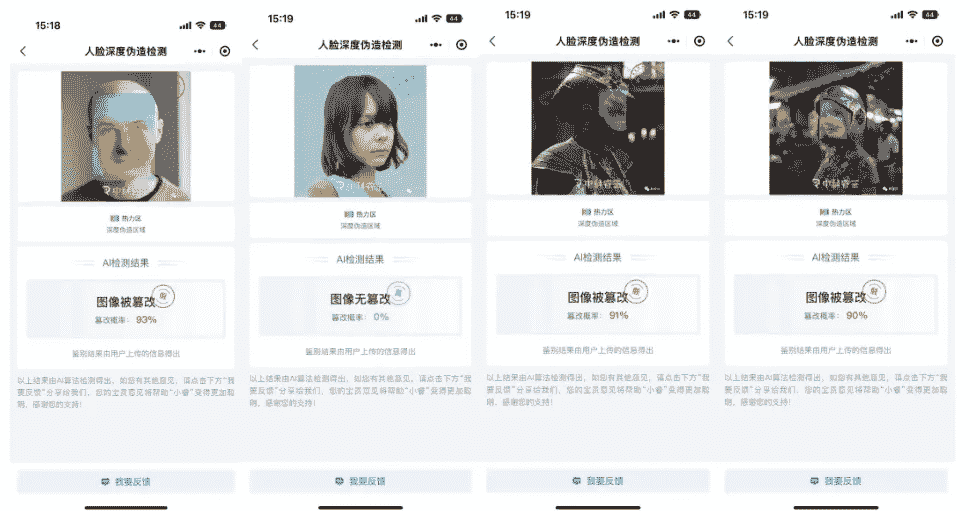 15:18
44
人脸深度伪造检测
热力区
深度伪造区域
AI检测结果
图像被篡改
篡改概率： 93%
鉴别结果由用户上传的信息得出
以上结果由AI算法检测得出，如您有其他意见，请点击下方“我
要反馈”分享给我们，您的宝贵意见将帮助“小睿”变得更加聪
明，感谢您的支持！
我要反馈
15:19
44
人脸深度伪造检测
热力区
深度伪造区域
AI检测结果
图像无篡改
篡改概率： 0%
鉴别结果由用户上传的信息得出
以上结果由AI算法检测得出，如您有其他意见，请点击下方“我
要反馈”分享给我们，您的宝贵意见将帮助“小睿”变得更加聪
明，感谢您的支持！
我要反馈
15:19
44
人脸深度伪造检测
热力区
深度伪造区域
AI检测结果
图像被篡改
篡改概率： 91%
鉴别结果由用户上传的信息得出
以上结果由AI算法检测得出，如您有其他意见，请点击下方“我
要反馈”分享给我们，您的宝贵意见将帮助“小睿”变得更加聪
明，感谢您的支持！
我要反馈
15:19
44
人脸深度伪造检测
热力区
深度伪造区域
AI检测结果
图像被篡改
篡改概率： 90%
鉴别结果由用户上传的信息得出
以上结果由AI算法检测得出，如您有其他意见，请点击下方“我
要反馈”分享给我们，您的宝贵意见将帮助“小睿”变得更加聪
明，感谢您的支持！
我要反馈